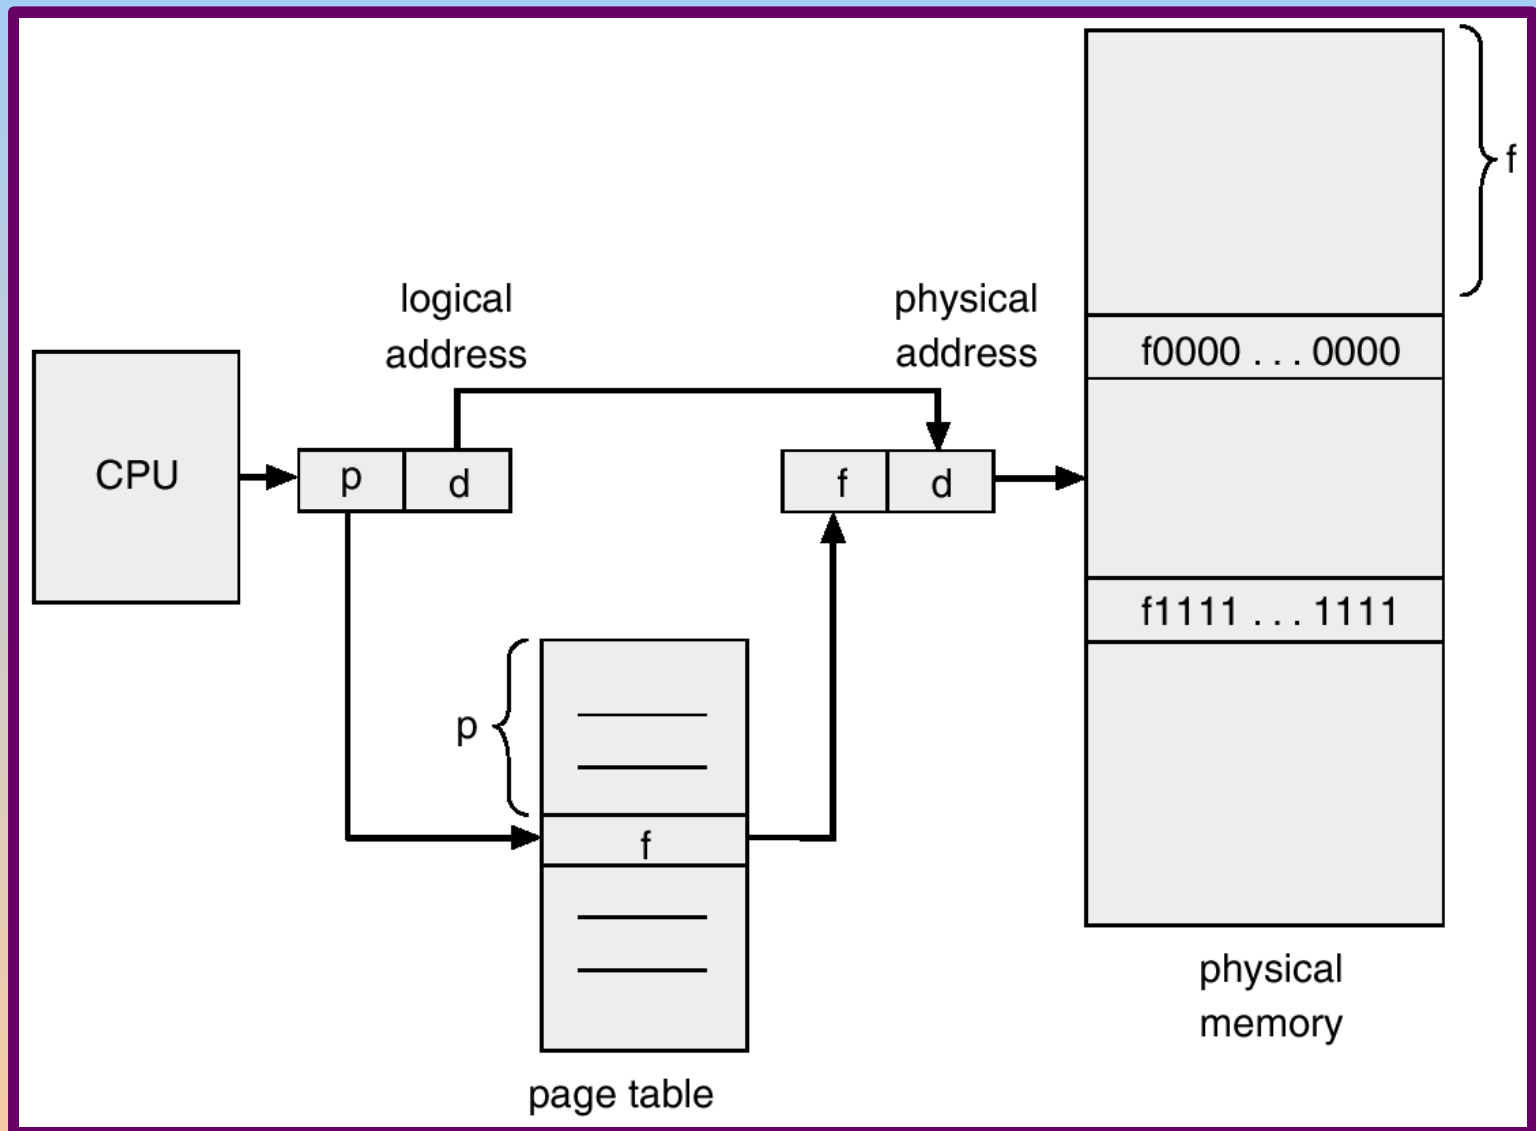 f
logical
address
physical
address
f0000 . . . 0000
CPU
p
d
f
d
f1111 . . . 1111
p
f
physical
memory
page table